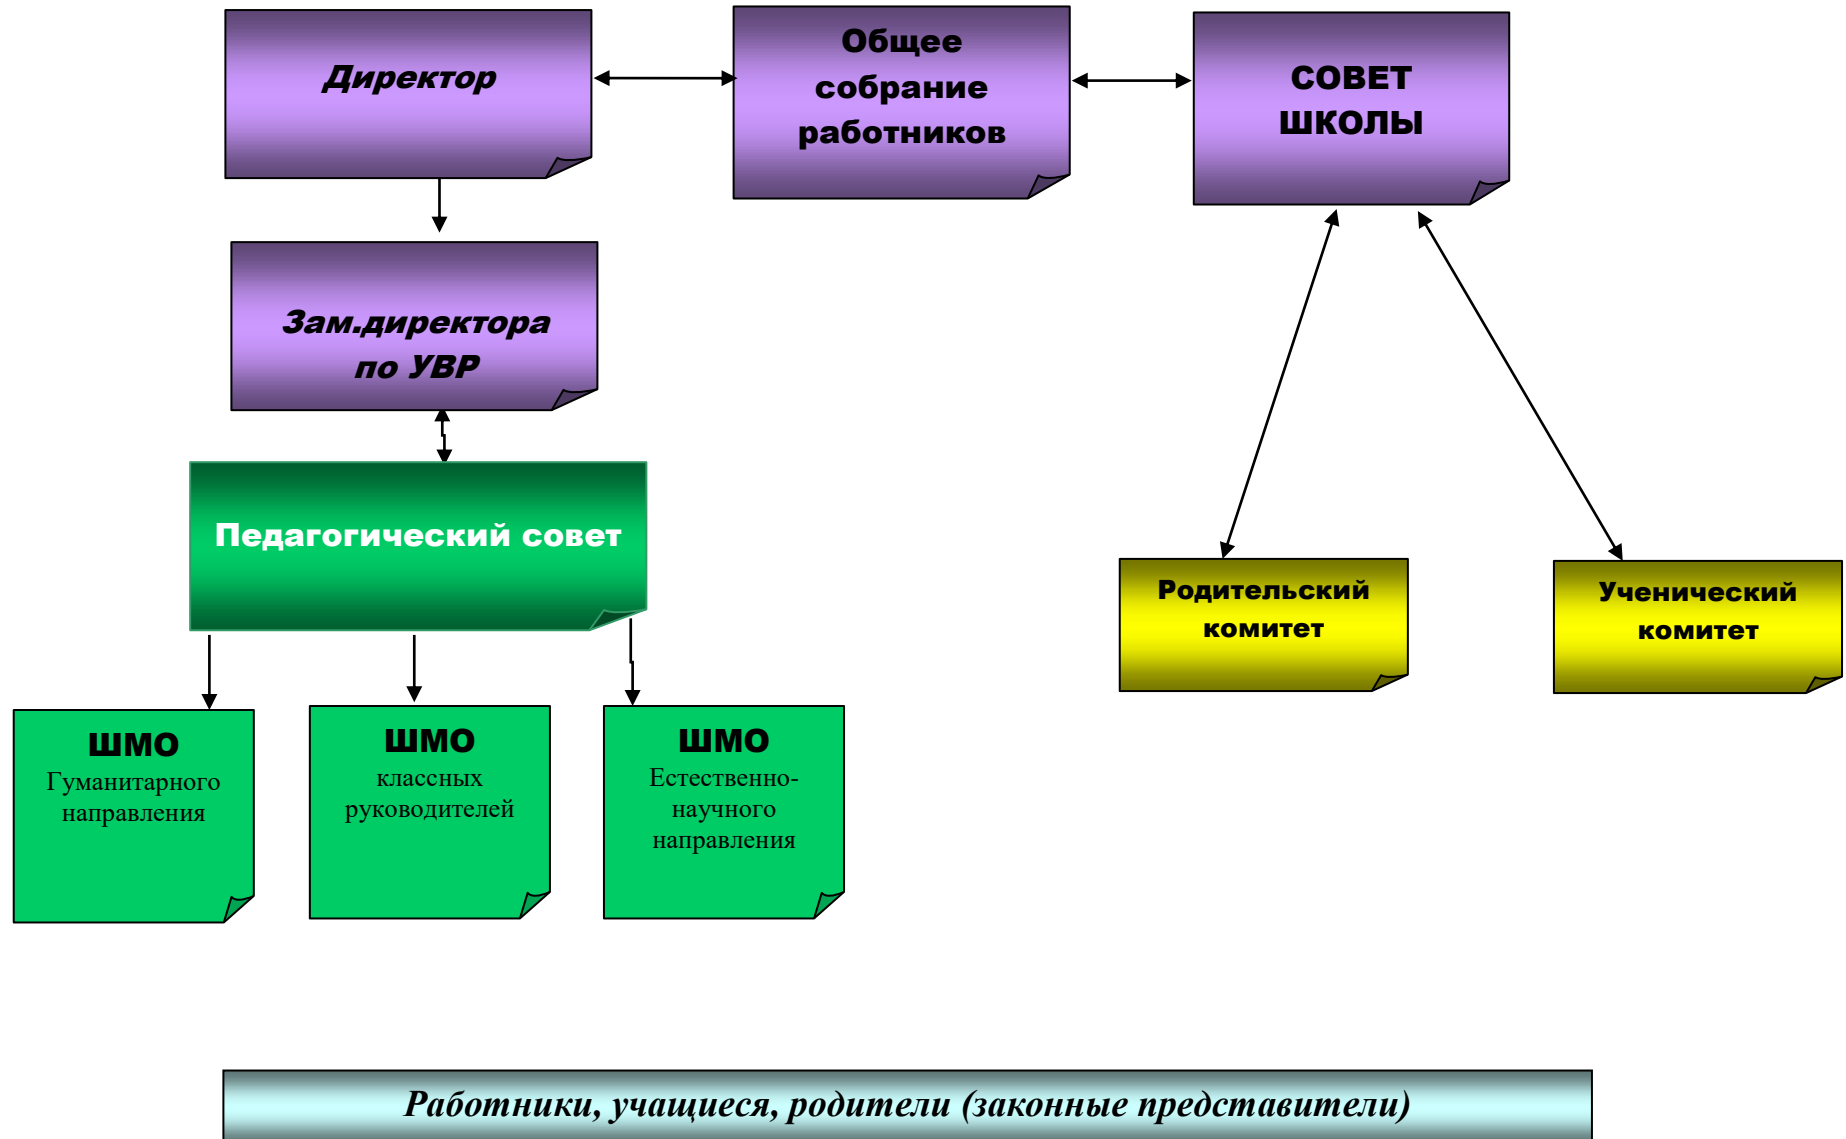 Директор
Общее
собрание
работников
СОВЕТ
ШКОЛЫ
Зам.директора
по УВР
Педагогический совет
Родительский
комитет
Ученический
комитет
ШМО
Гуманитарного
направления
ШМО
классных
руководителей
ШМО
Естественно-
научного
направления
Работники, учащиеся, родители (законные представители)